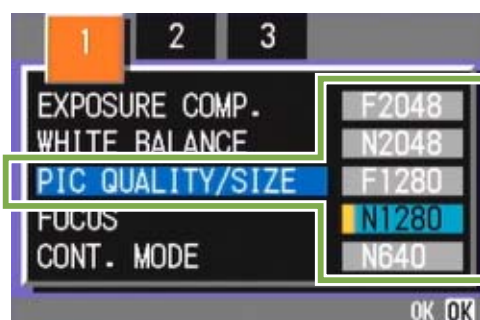 1 2 3
EXPOSURE COMP. F2048
WHITE BALANCE N2048
PIC QUALITY/SIZE F1280
FOCUS N1280
CONT. MODE N640
OK OK